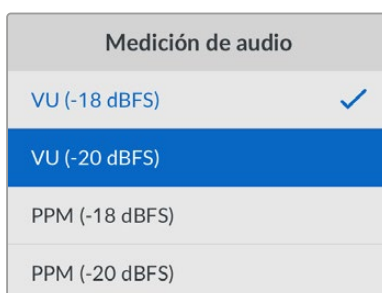 Medición de audio
VU (-18 dBFS)
VU (-20 dBFS)
PPM (-18 dBFS)
PPM (-20 dBFS)